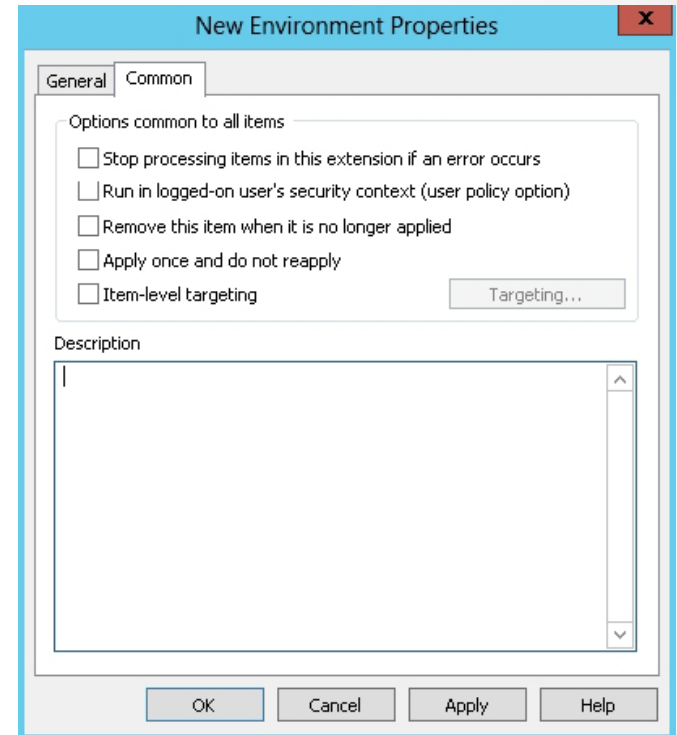 New Environment Properties
x
General Common
Options common to all items
Stop processing items in this extension if an error occurs
Run in logged-on user's security context (user policy option)
Remove this item when it is no longer applied
Apply once and do not reapply
Item-level targeting Targeting...
Description
OK Cancel Apply Help